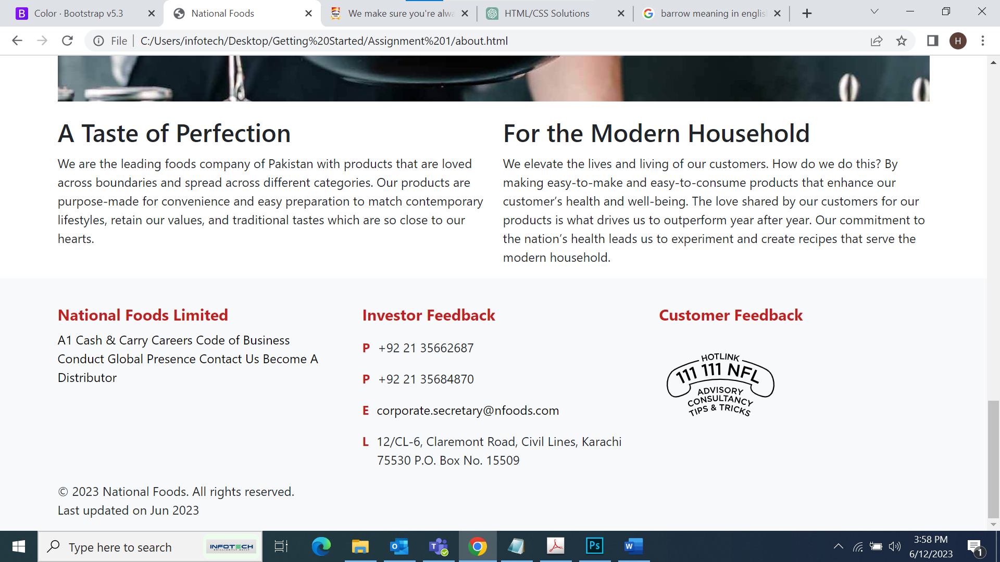 Color · Bootstrap v5.3
National Foods
We make sure you're alwa
HTML/CSS Solutions
barrow meaning in englis
File
C:/Users/infotech/Desktop/Getting%20Started/Assignment%201/about.html
H
A Taste of Perfection
We are the leading foods company of Pakistan with products that are loved
across boundaries and spread across different categories. Our products are
purpose-made for convenience and easy preparation to match contemporary
lifestyles, retain our values, and traditional tastes which are so close to our
hearts.
For the Modern Household
We elevate the lives and living of our customers. How do we do this? By
making easy-to-make and easy-to-consume products that enhance our
customer’s health and well-being. The love shared by our customers for our
products is what drives us to outperform year after year. Our commitment to
the nation’s health leads us to experiment and create recipes that serve the
modern household.
National Foods Limited
A1 Cash & Carry Careers Code of Business
Conduct Global Presence Contact Us Become A
Distributor
Investor Feedback
P +92 21 35662687
P +92 21 35684870
E corporate.secretary@nfoods.com
L 12/CL-6, Claremont Road, Civil Lines, Karachi
75530 P.O. Box No. 15509
Customer Feedback
HOTLINK
111 111 NFL
ADVISORY
CONSULTANCY
TIPS & TRICKS
© 2023 National Foods. All rights reserved.
Last updated on Jun 2023
Type here to search
INFOTECH
BRILLIANTLY BUILT
Ps
3:58 PM
6/12/2023
1